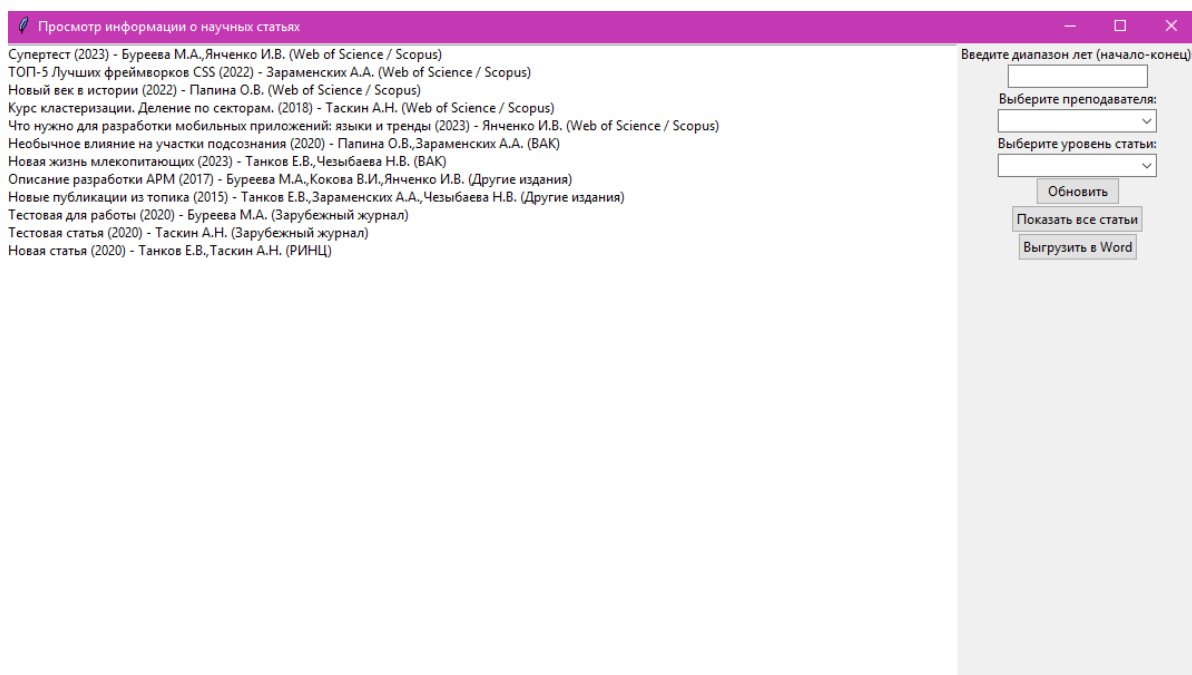 Просмотр информации о научных статьях
Супертест (2023) - Буреева М.А.,Янченко И.В. (Web of Science / Scopus)
ТОП-5 Лучших фреймворков CSS (2022) - Зараменских А.А. (Web of Science / Scopus)
Новый век в истории (2022) - Папина О.В. (Web of Science / Scopus)
Курс кластеризации. Деление по секторам. (2018) - Таскин А.Н. (Web of Science / Scopus)
Что нужно для разработки мобильных приложений: языки и тренды (2023) - Янченко И.В. (Web of Science / Scopus)
Необычное влияние на участки подсознания (2020) - Папина О.В.,Зараменских А.А. (ВАК)
Новая жизнь млекопитающих (2023) - Танков Е.В.,Чезыбаева Н.В. (ВАК)
Описание разработки АРМ (2017) - Буреева М.А.,Кокова В.И.,Янченко И.В. (Другие издания)
Новые публикации из топика (2015) - Танков Е.В.,Зараменских А.А.,Чезыбаева Н.В. (Другие издания)
Тестовая для работы (2020) - Буреева М.А. (Зарубежный журнал)
Тестовая статья (2020) - Таскин А.Н. (Зарубежный журнал)
Новая статья (2020) - Танков Е.В.,Таскин А.Н. (РИНЦ)
Введите диапазон лет (начало-конец)
Выберите преподавателя:
Выберите уровень статьи:
Обновить
Показать все статьи
Выгрузить в Word